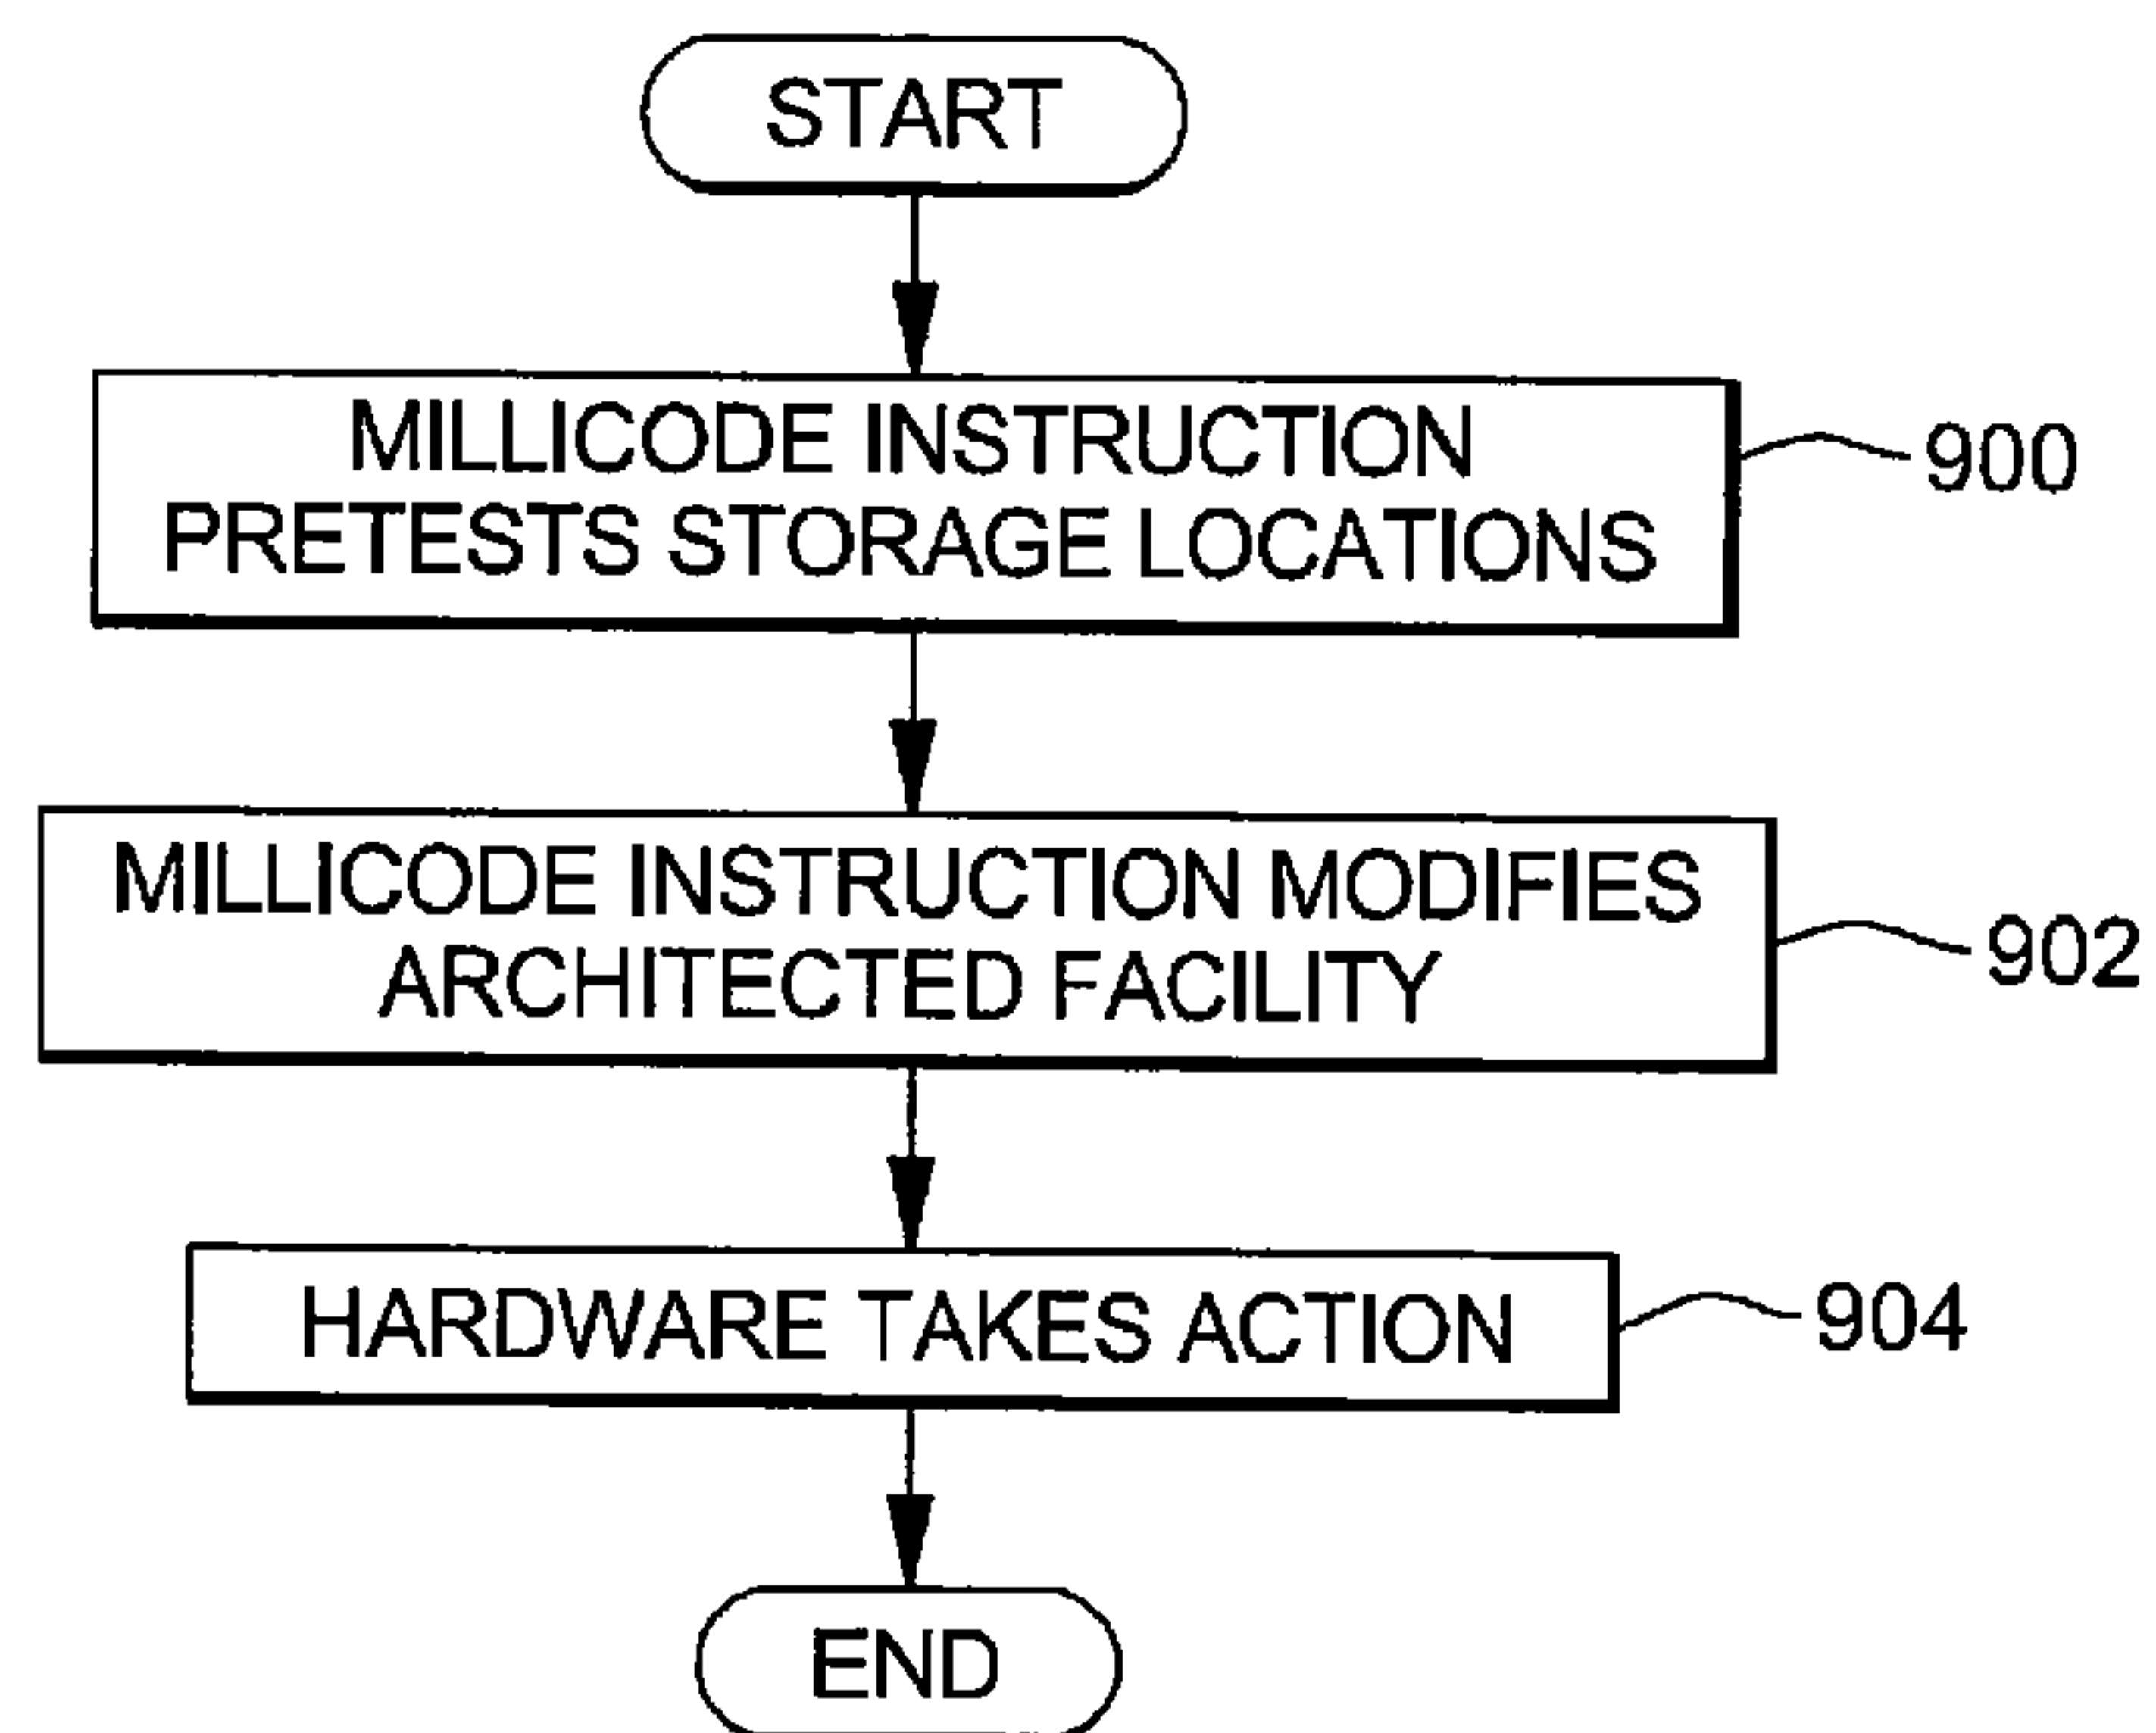 START
MILLICODE INSTRUCTION
PRETESTS STORAGE LOCATIONS
900
MILLICODE INSTRUCTION MODIFIES
ARCHITECTED FACILITY
902
HARDWARE TAKES ACTION
904
END